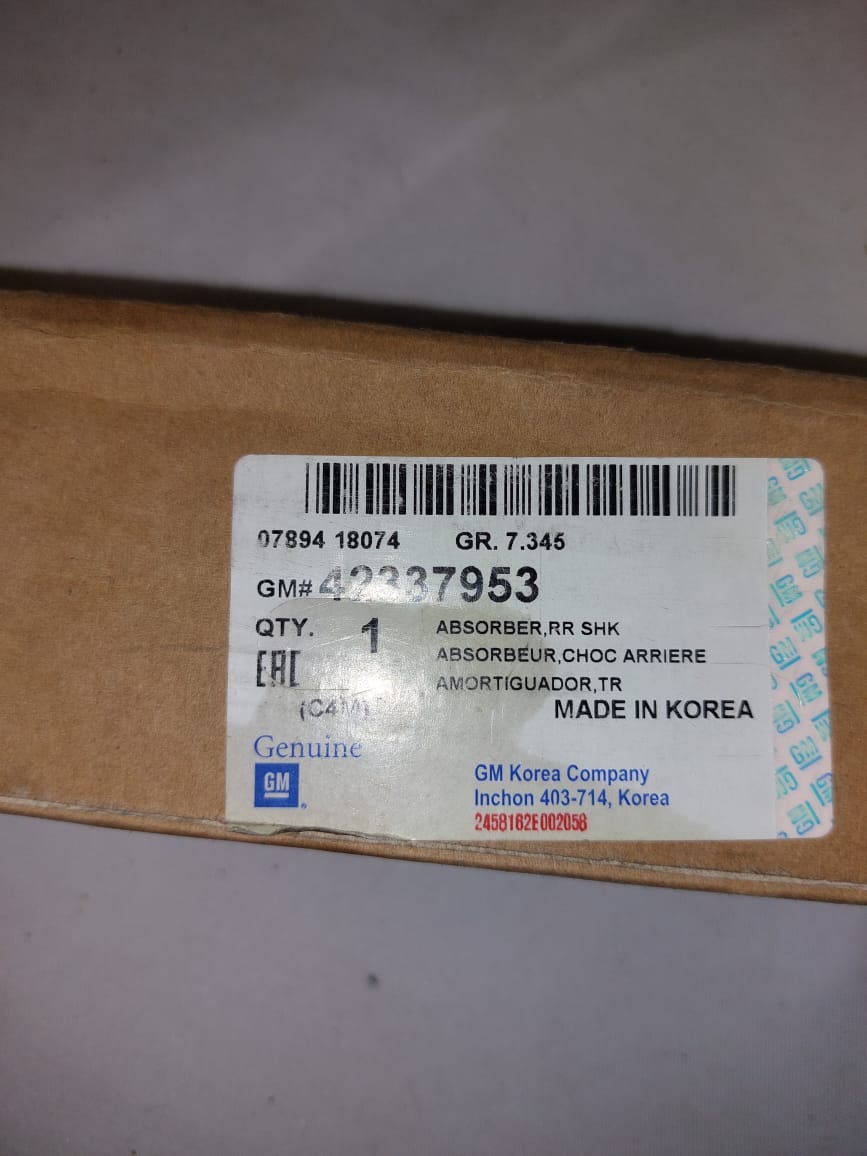 07894 18074 GR. 7.345
GM# 42337953
QTY. 1 ABSORBER,RR SHK
ABSORBEUR,CHOC ARRIERE
EAC AMORTIGUADOR,TR
(C4M) MADE IN KOREA
Genuine
GM
GM Korea Company
Inchon 403-714, Korea
2458182E002058